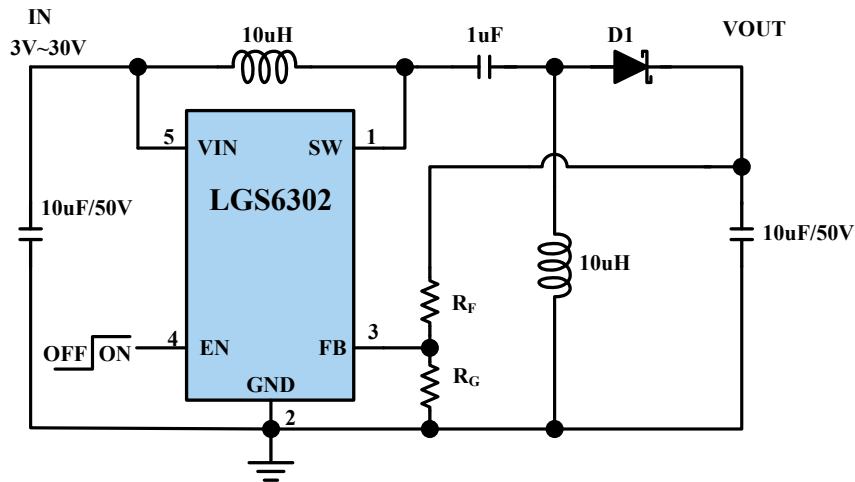 IN
3V~30V
10uH
1uF
D1
VOUT
5
VIN
SW
1
LGS6302
10uF/50V
10uF/50V
10uH
RF
OFF
ON
4
EN
FB
3
RG
GND
2